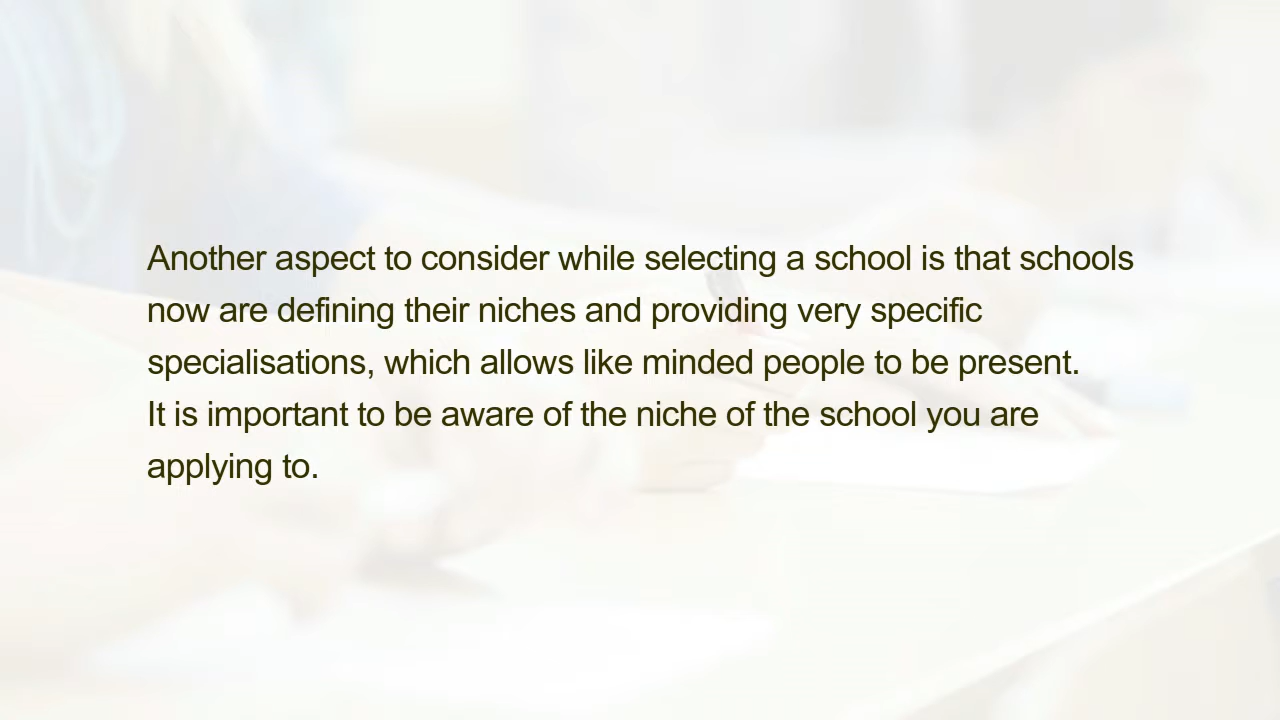 Another aspect to consider while selecting a school is that schools
now are defining their niches and providing very specific
specialisations, which allows like minded people to be present.
It is important to be aware of the niche of the school you are
applying to.